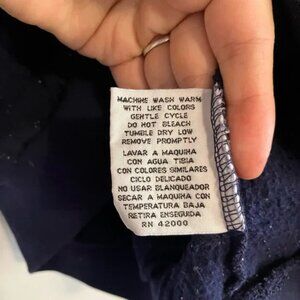 MACHINE WASH WARM
WITH LIKE COLORS
GENTLE CYCLE
DO NOT BLEACH
TUMBLE DRY LOW
REMOVE PROMPTLY
LAVAR A MAQUINA
CON AGUA TIBIA
CON COLORES SIMILARES
CICLO DELICADO
NO USAR BLANQUEADOR
SECAR A MAQUINA CON
TEMPERATURA BAJA
RETIRA ENSEGUIDA
RN 42000